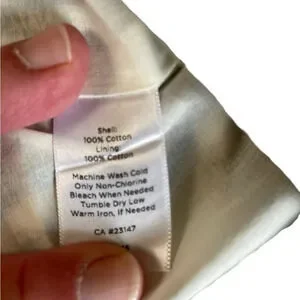 Shell:
100% Cotton
Lining:
100% Cotton
Machine Wash Cold
Only Non-Chlorine
Bleach When Needed
Tumble Dry Low
Warm Iron, If Needed
CA #23147